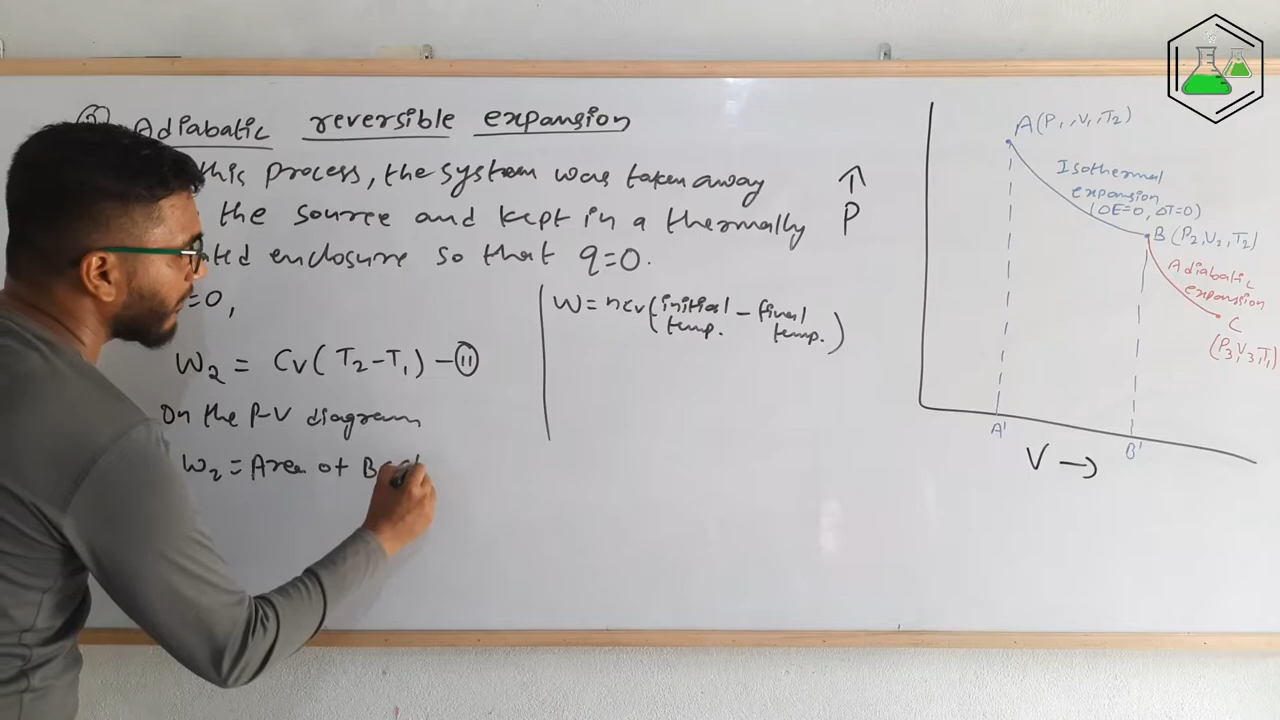 Adiabatic reversible expansion
this process, the system was taken away
the source and kept in a thermally
enclosure so that q=0.
=0,
W₂ = Cv(T₂-T₁) -(II)
On the P-V diagram
W₂ = Area of B
W = nCv(initial temp. - final temp.)
↑
P
A(P₁,V₁,T₂)
Isothermal
expansion
(ΔE=0, ΔT=0)
B(P₂,V₂,T₂)
Adiabatic
expansion
C
(P₃,V₃,T₁)
A'
B'
V →